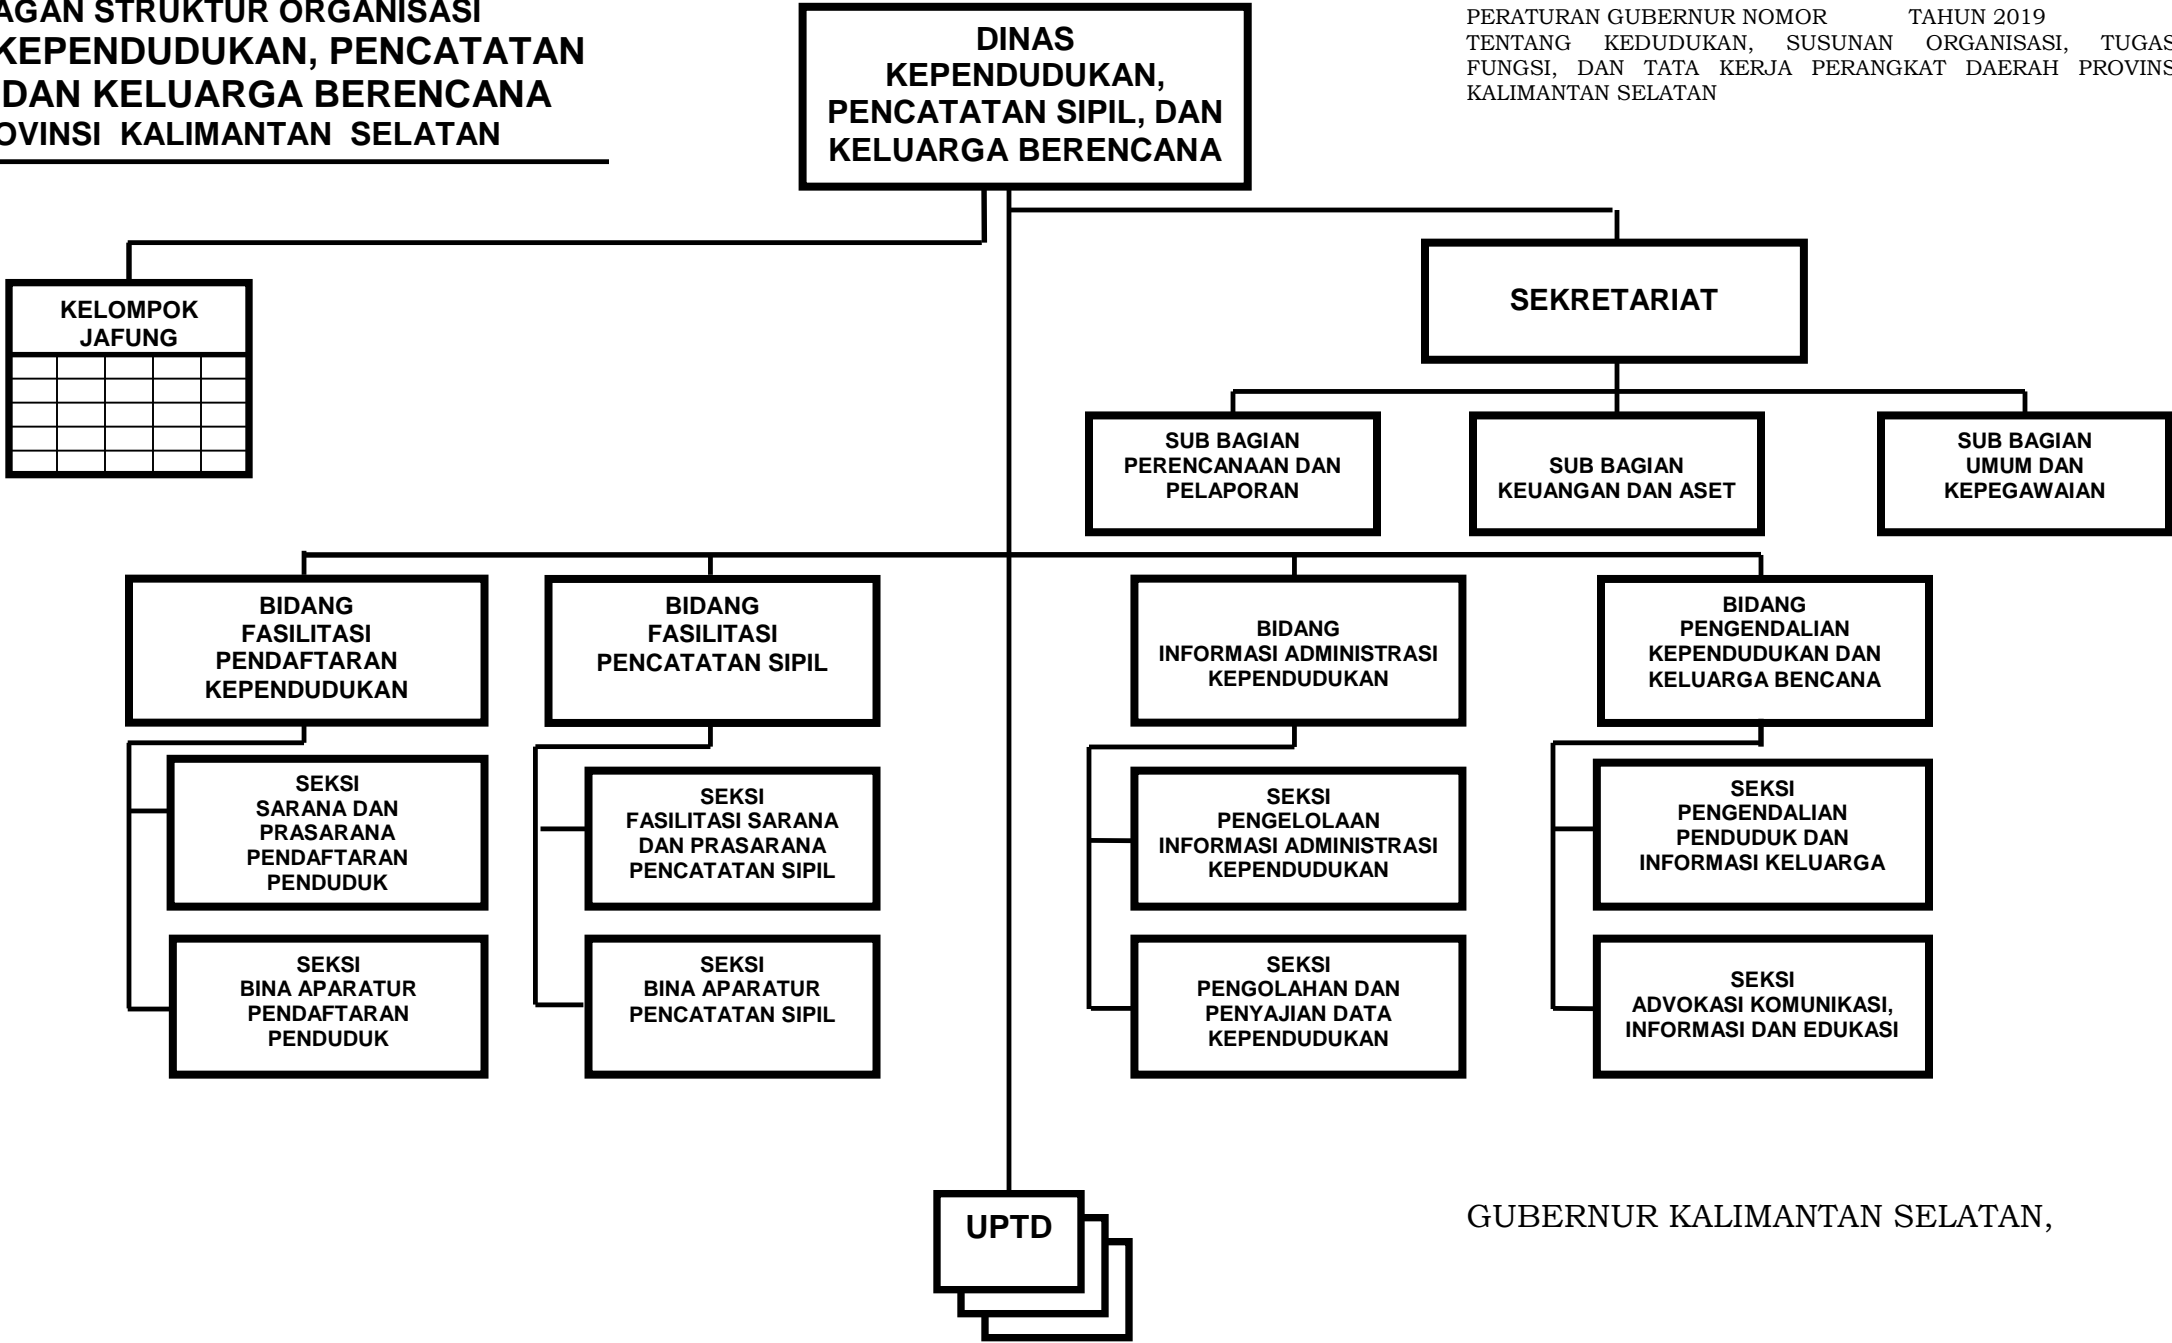 AGAN STRUKTUR ORGANISASI
KEPENDUDUKAN, PENCATATAN
DAN KELUARGA BERENCANA
OVINSI KALIMANTAN SELATAN
DINAS
KEPENDUDUKAN,
PENCATATAN SIPIL, DAN
KELUARGA BERENCANA
PERATURAN GUBERNUR NOMOR TAHUN 2019
TENTANG KEDUDUKAN, SUSUNAN ORGANISASI, TUGAS
FUNGSI, DAN TATA KERJA PERANGKAT DAERAH PROVINS
KALIMANTAN SELATAN
KELOMPOK
JAFUNG
SEKRETARIAT
SUB BAGIAN
PERENCANAAN DAN
PELAPORAN
SUB BAGIAN
KEUANGAN DAN ASET
SUB BAGIAN
UMUM DAN
KEPEGAWAIAN
BIDANG
FASILITASI
PENDAFTARAN
KEPENDUDUKAN
BIDANG
FASILITASI
PENCATATAN SIPIL
BIDANG
INFORMASI ADMINISTRASI
KEPENDUDUKAN
BIDANG
PENGENDALIAN
KEPENDUDUKAN DAN
KELUARGA BENCANA
SEKSI
SARANA DAN
PRASARANA
PENDAFTARAN
PENDUDUK
SEKSI
FASILITASI SARANA
DAN PRASARANA
PENCATATAN SIPIL
SEKSI
PENGELOLAAN
INFORMASI ADMINISTRASI
KEPENDUDUKAN
SEKSI
PENGENDALIAN
PENDUDUK DAN
INFORMASI KELUARGA
SEKSI
BINA APARATUR
PENDAFTARAN
PENDUDUK
SEKSI
BINA APARATUR
PENCATATAN SIPIL
SEKSI
PENGOLAHAN DAN
PENYAJIAN DATA
KEPENDUDUKAN
SEKSI
ADVOKASI KOMUNIKASI,
INFORMASI DAN EDUKASI
UPTD
GUBERNUR KALIMANTAN SELATAN,